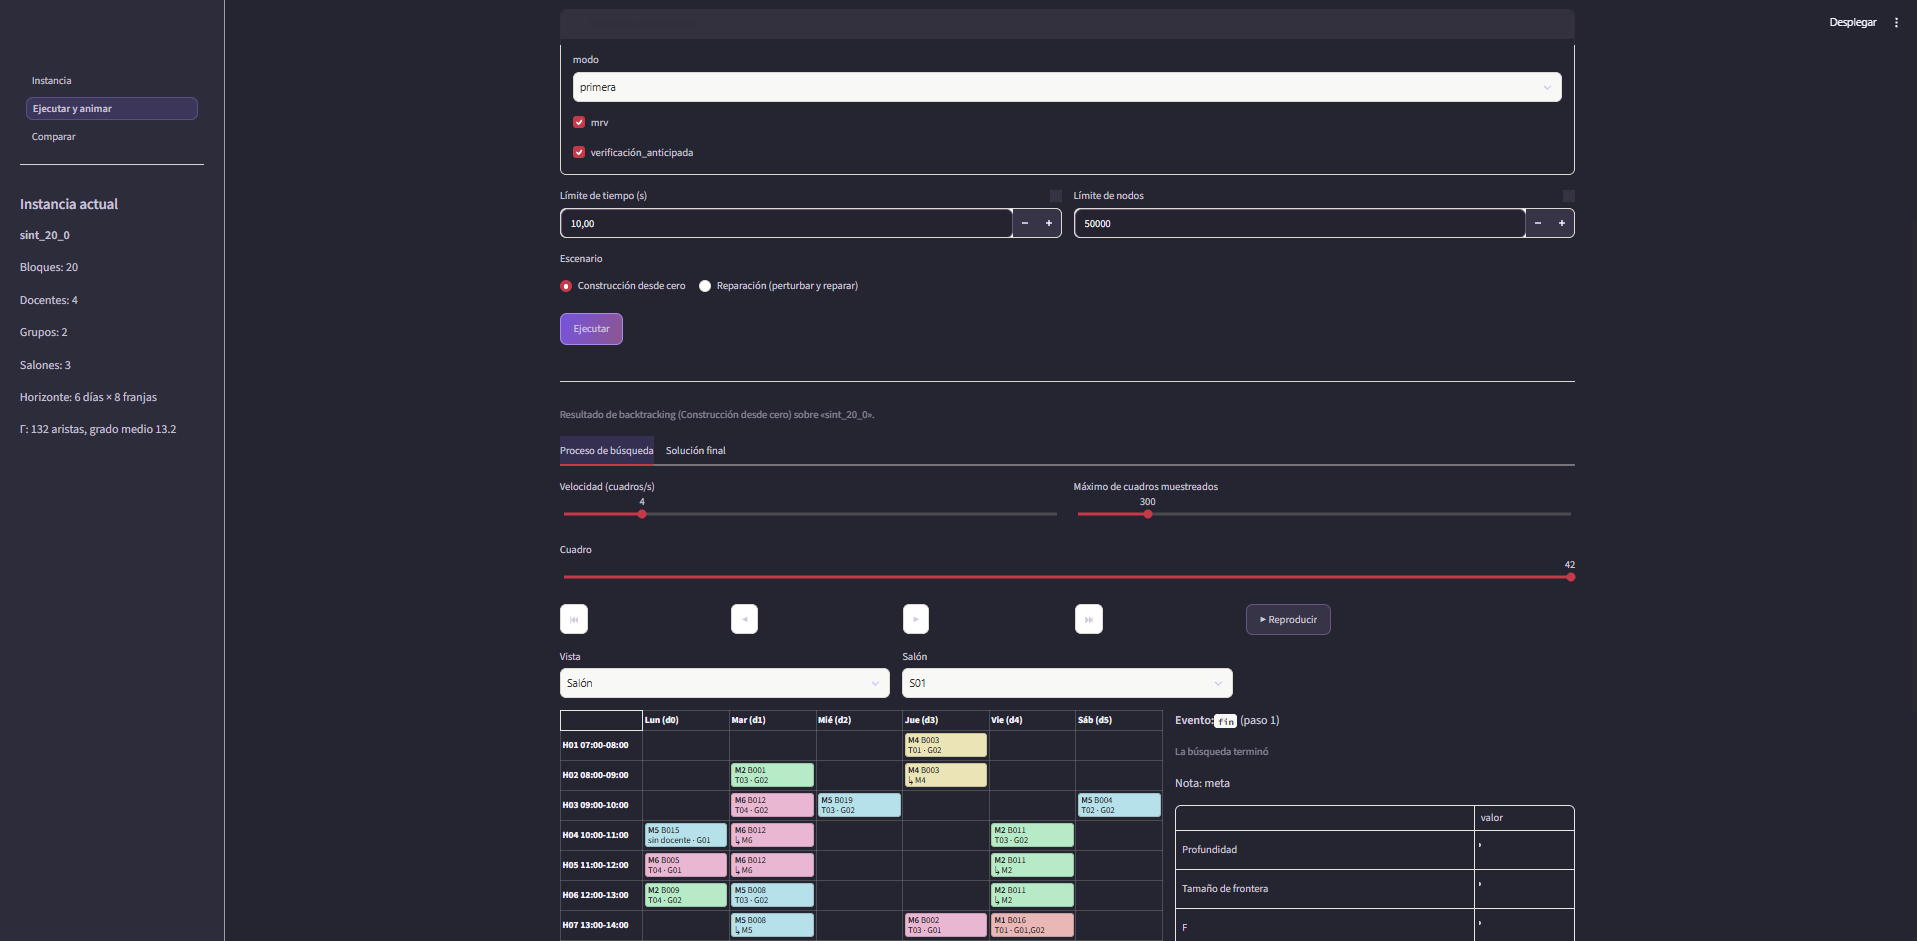 Desplegar
Instancia
Ejecutar y animar
Comparar
Instancia actual
sint_20_0
Bloques: 20
Docentes: 4
Grupos: 2
Salones: 3
Horizonte: 6 días × 8 franjas
Γ: 132 aristas, grado medio 13.2
modo
primera
mrv
verificación_anticipada
Límite de tiempo (s)
Límite de nodos
10,00
50000
Escenario
Construcción desde cero
Reparación (perturbar y reparar)
Ejecutar
Resultado de backtracking (Construcción desde cero) sobre «sint_20_0».
Proceso de búsqueda
Solución final
Velocidad (cuadros/s)
Máximo de cuadros muestreados
4
300
Cuadro
42
Reproducir
Vista
Salón
Salón
S01
Lun (d0) Mar (d1) Mié (d2) Jue (d3) Vie (d4) Sáb (d5)
H01 07:00-08:00
M4 B003
T01 · G02
H02 08:00-09:00
M2 B001
T03 · G02
M4 B003
↳ M4
H03 09:00-10:00
M6 B012
T04 · G02
M5 B019
T03 · G02
M5 B004
T02 · G02
H04 10:00-11:00
M5 B015
sin docente · G01
M6 B012
↳ M6
M2 B011
T03 · G02
H05 11:00-12:00
M6 B005
T04 · G01
M6 B012
↳ M6
M2 B011
↳ M2
H06 12:00-13:00
M2 B009
T04 · G02
M5 B008
T03 · G02
M2 B011
↳ M2
H07 13:00-14:00
M5 B008
↳ M5
M6 B002
T03 · G01
M1 B016
T01 · G01,G02
Evento: fin (paso 1)
La búsqueda terminó
Nota: meta
valor
Profundidad
Tamaño de frontera
F